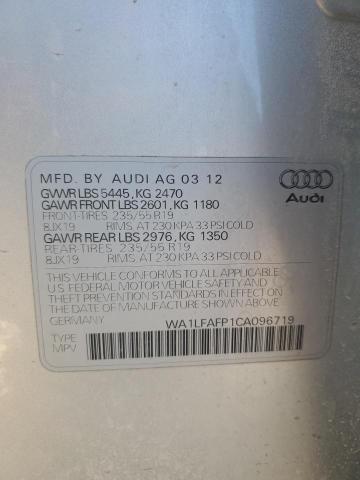 MFD. BY AUDI AG 03 12
GVWR LBS 5445, KG 2470
GAWR FRONT LBS 2601, KG 1180
FRONT-TIRES 235/55 R19
8JX19 RIMS AT 230 KPA 33 PSI COLD
GAWR REAR LBS 2976, KG 1350
REAR-TIRES 235/55 R19
8JX19 RIMS AT 230 KPA 33 PSI COLD
Audi
THIS VEHICLE CONFORMS TO ALL APPLICABLE
U.S. FEDERAL MOTOR VEHICLE SAFETY AND
THEFT PREVENTION STANDARDS IN EFFECT ON
THE DATE OF MANUFACTURE SHOWN ABOVE.
GERMANY WA1LFAFP1CA096719
TYPE
MPV